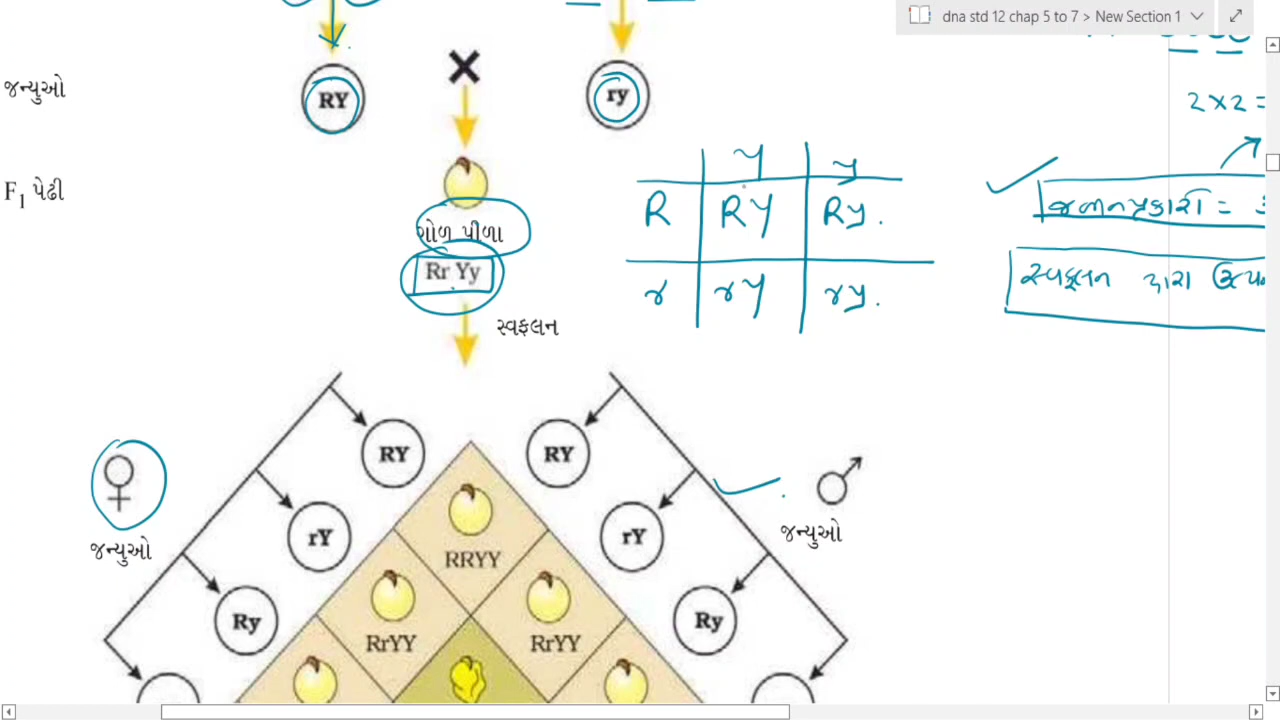 dna std 12 chap 5 to 7 > New Section 1
જન્યુઓ
RY
ry
2 x 2 =
F1 પેઢી
ગોળ પીળા
Rr Yy
સ્વફલન
Y y
R RY Ry.
r rY ry.
સ્વફલન દ્વારા
RY RY
♀ ♂
rY rY
જન્યુઓ જન્યુઓ
RRYY
Ry Ry
RrYY RrYY